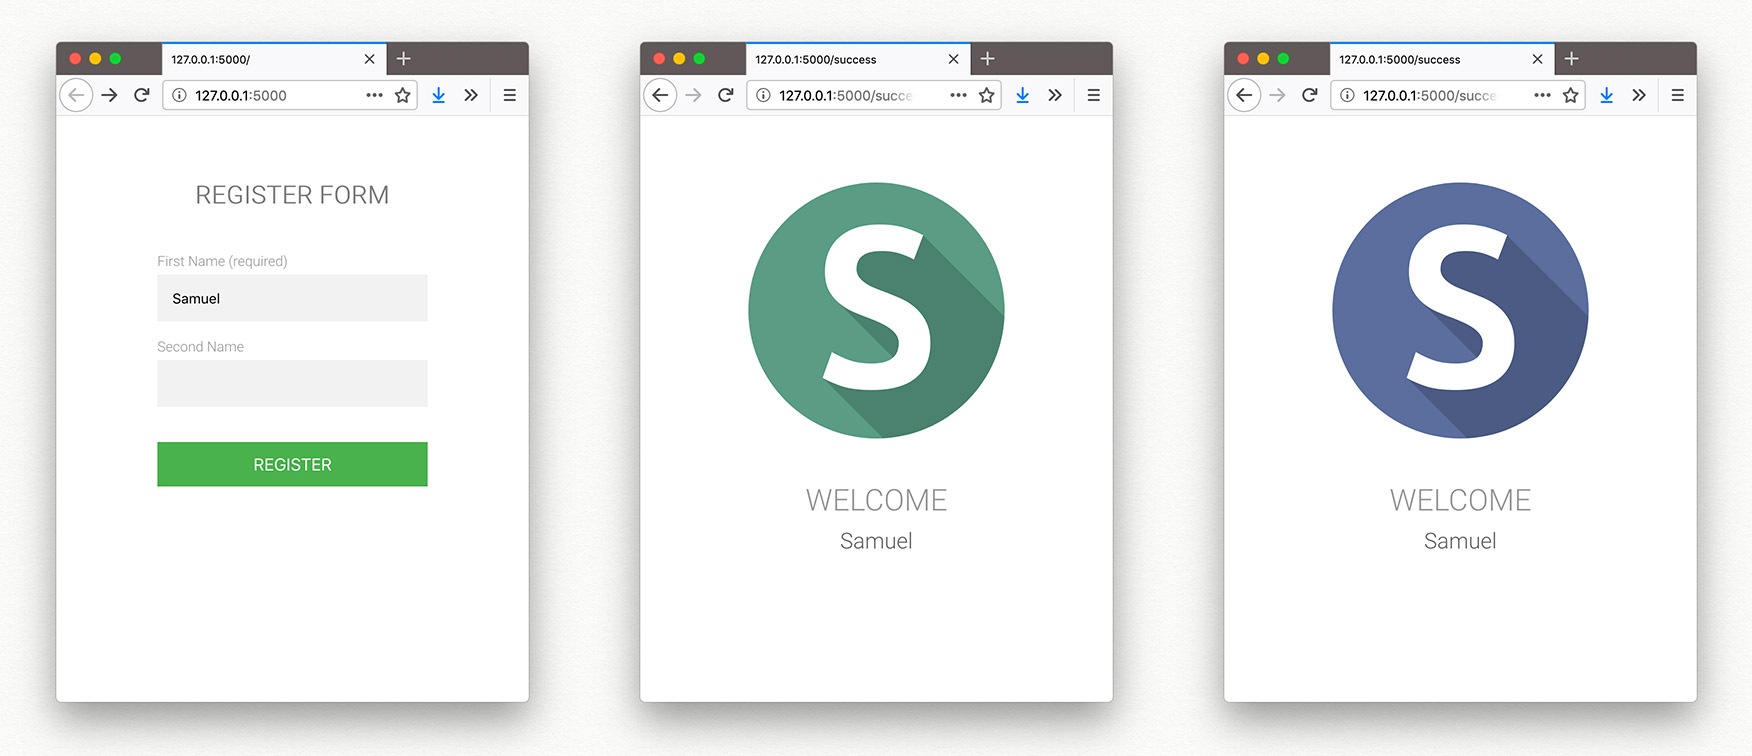 127.0.0.1:5000/
127.0.0.1:5000
REGISTER FORM
First Name (required)
Samuel
Second Name
REGISTER
127.0.0.1:5000/success
127.0.0.1:5000/succe
S
WELCOME
Samuel
127.0.0.1:5000/success
127.0.0.1:5000/succe
S
WELCOME
Samuel